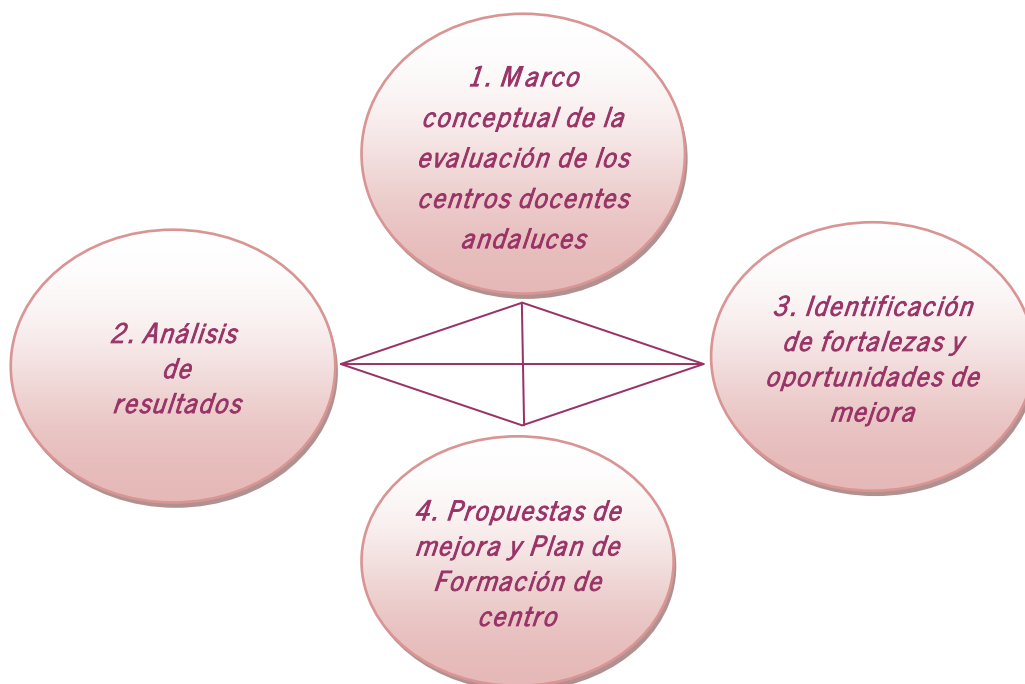 1. Marco
conceptual de la
evaluación de los
centros docentes
andaluces
2. Análisis
de
resultados
3. Identificación
de fortalezas y
oportunidades de
mejora
4. Propuestas de
mejora y Plan de
Formación de
centro